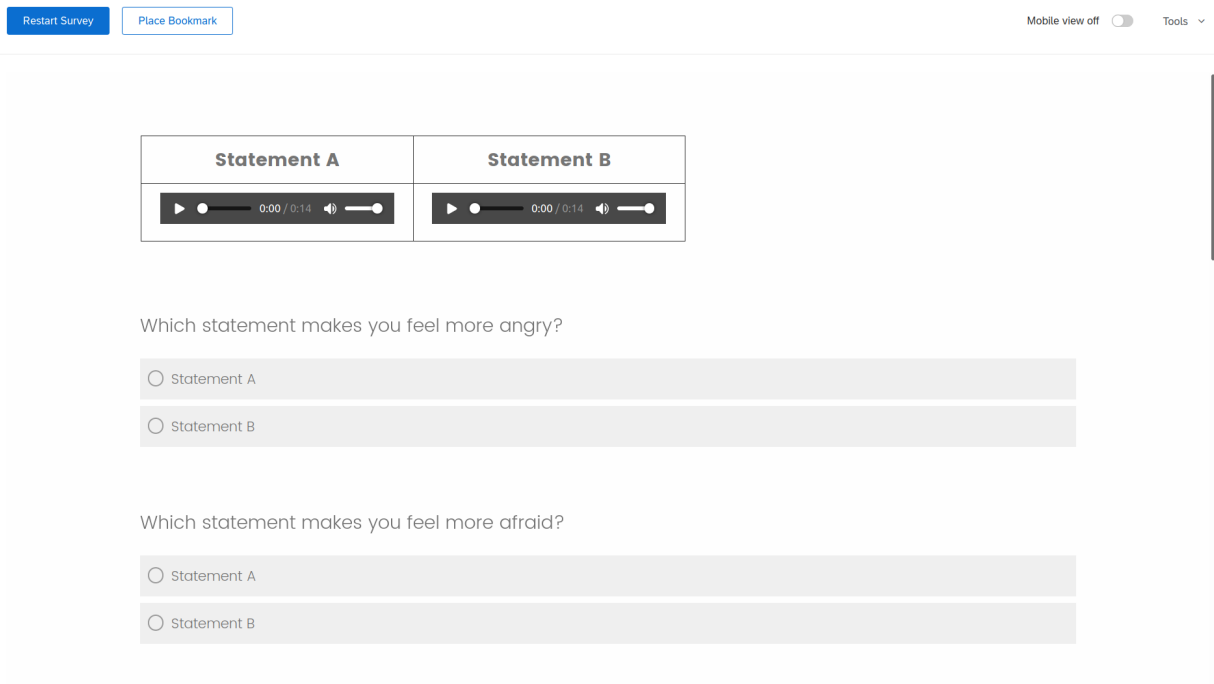 Restart Survey Place Bookmark Mobile view off Tools
Statement A Statement B
0:00 / 0:14 0:00 / 0:14
Which statement makes you feel more angry?
Statement A
Statement B
Which statement makes you feel more afraid?
Statement A
Statement B